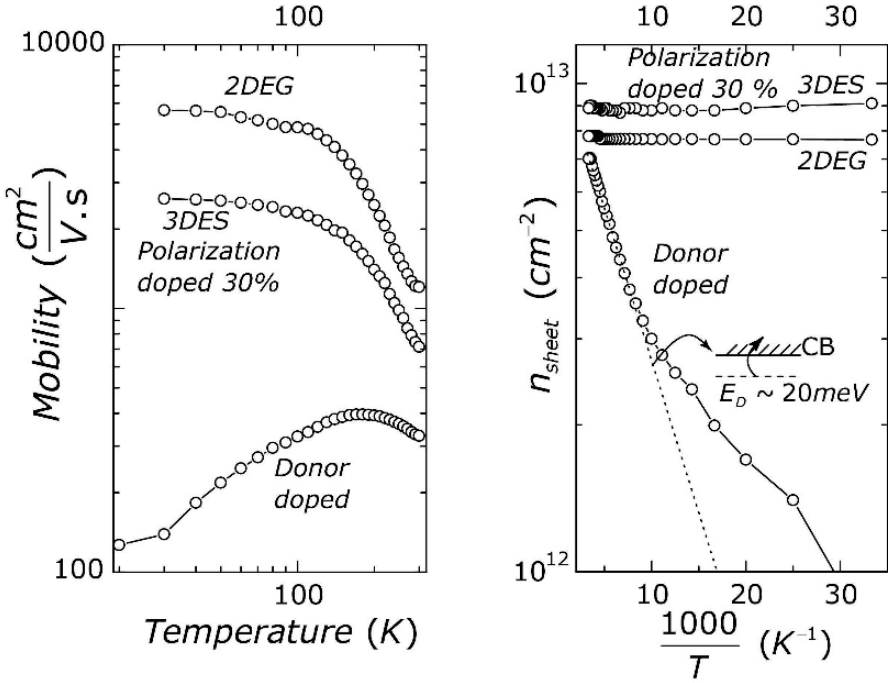 100
10000
2DEG
3DES
Polarization
doped 30%
Donor
doped
100
100
Mobility (cm²/V.s)
Temperature (K)
10 20 30
10¹³
Polarization
doped 30 %
3DES
2DEG
Donor
doped
CB
E_D ~ 20meV
10¹²
10 20 30
n_sheet (cm⁻²)
1000/T (K⁻¹)